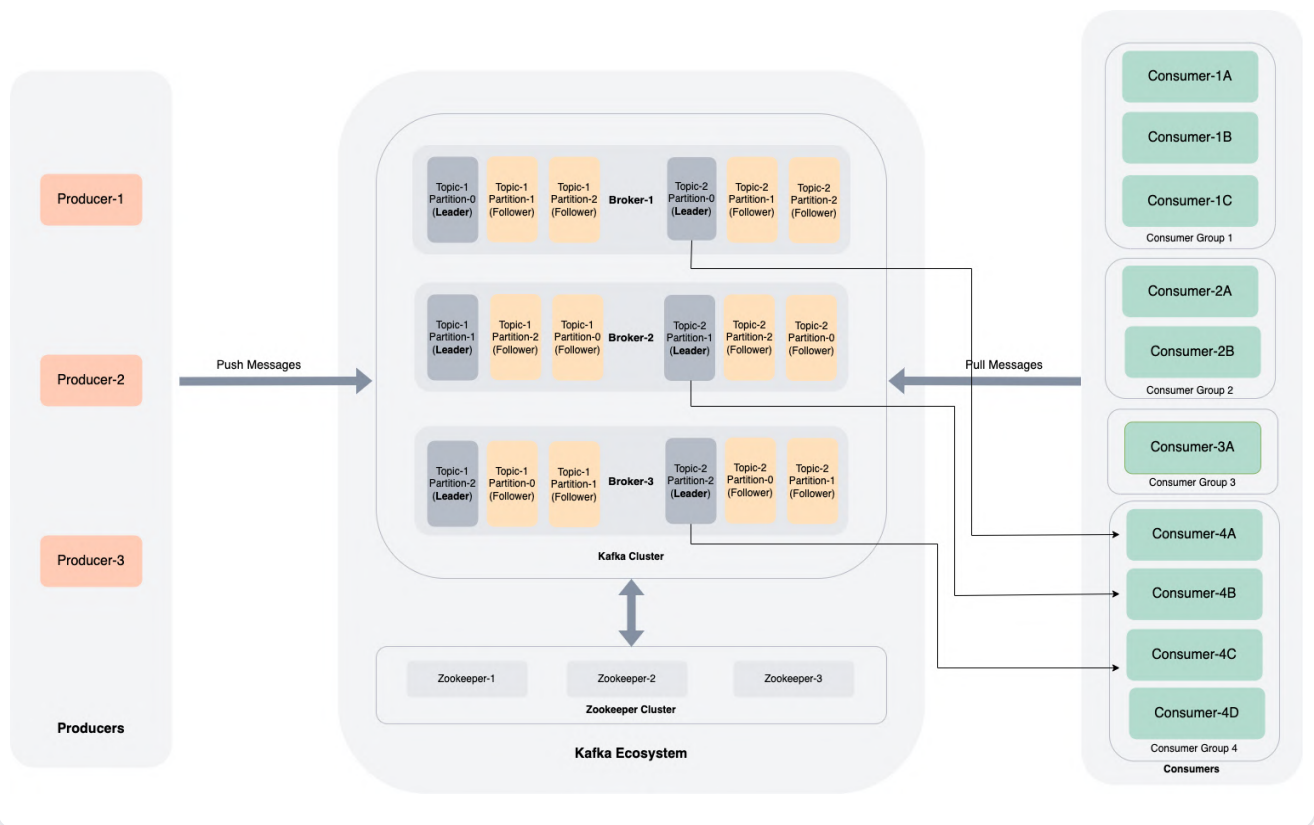 Producer-1
Producer-2
Producer-3
Producers
Push Messages
Topic-1
Partition-0
(Leader)
Topic-1
Partition-1
(Follower)
Topic-1
Partition-2
(Follower)
Broker-1
Topic-2
Partition-0
(Leader)
Topic-2
Partition-1
(Follower)
Topic-2
Partition-2
(Follower)
Topic-1
Partition-1
(Leader)
Topic-1
Partition-2
(Follower)
Topic-1
Partition-0
(Follower)
Broker-2
Topic-2
Partition-1
(Leader)
Topic-2
Partition-2
(Follower)
Topic-2
Partition-0
(Follower)
Topic-1
Partition-2
(Leader)
Topic-1
Partition-0
(Follower)
Topic-1
Partition-1
(Follower)
Broker-3
Topic-2
Partition-2
(Leader)
Topic-2
Partition-0
(Follower)
Topic-2
Partition-1
(Follower)
Kafka Cluster
Zookeeper-1
Zookeeper-2
Zookeeper-3
Zookeeper Cluster
Kafka Ecosystem
Pull Messages
Consumer-1A
Consumer-1B
Consumer-1C
Consumer Group 1
Consumer-2A
Consumer-2B
Consumer Group 2
Consumer-3A
Consumer Group 3
Consumer-4A
Consumer-4B
Consumer-4C
Consumer-4D
Consumer Group 4
Consumers